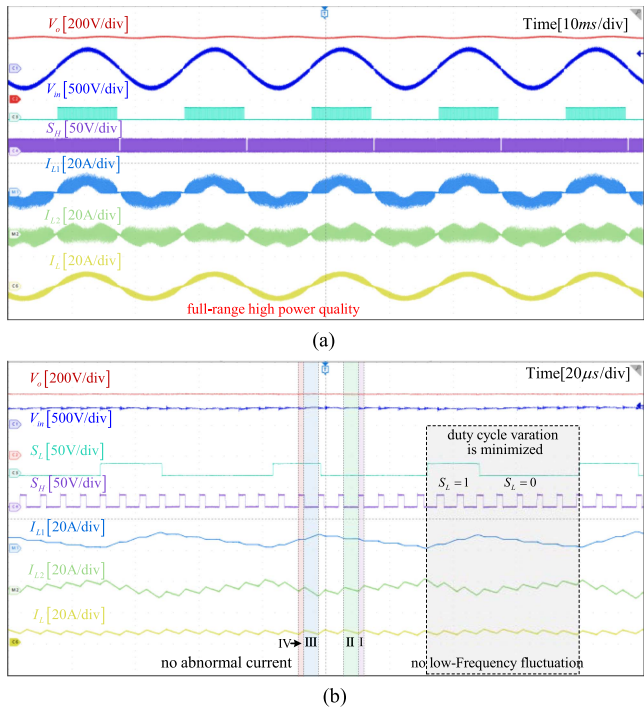 Vo[200V/div]
Time[10ms/div]
Vin[500V/div]
SH[50V/div]
IL1[20A/div]
IL2[20A/div]
IL[20A/div]
full-range high power quality
(a)
Vo[200V/div]
Time[20μs/div]
Vin[500V/div]
duty cycle varation
is minimized
SL[50V/div]
SL=1 SL=0
SH[50V/div]
IL1[20A/div]
IL2[20A/div]
IL[20A/div]
IV III II I
no abnormal current
no low-Frequency fluctuation
(b)